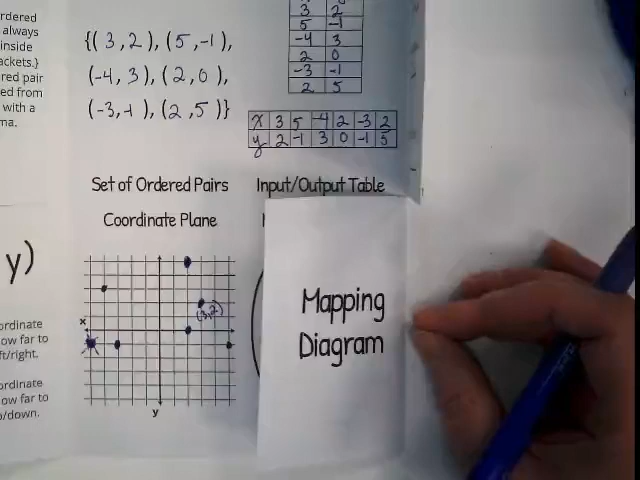 rdered
always
inside
ackets.}
red pair
ed from
with a
ma.
{(3,2),(5,-1),
(-4,3),(2,0),
(-3,-1),(2,5)}
3 2
5 -1
-4 3
2 0
-3 -1
2 5
x 3 5 -4 2 -3 2
y 2 -1 3 0 -1 5
Set of Ordered Pairs
Input/Output Table
Coordinate Plane
y)
x
(3,2)
y
Mapping
Diagram
ordinate
ow far to
ft/right.
ordinate
ow far to
/down.